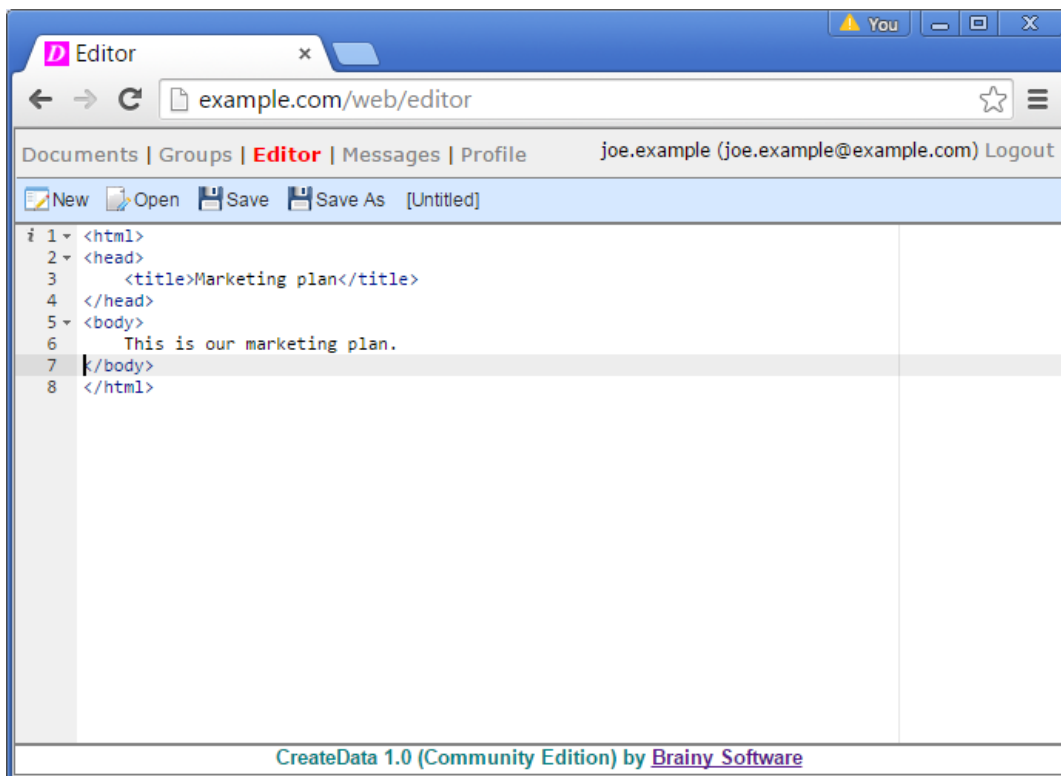 You
D Editor
example.com/web/editor
Documents | Groups | Editor | Messages | Profile joe.example (joe.example@example.com) Logout
New Open Save Save As [Untitled]
i 1 <html>
2 <head>
3 <title>Marketing plan</title>
4 </head>
5 <body>
6 This is our marketing plan.
7 </body>
8 </html>
CreateData 1.0 (Community Edition) by Brainy Software